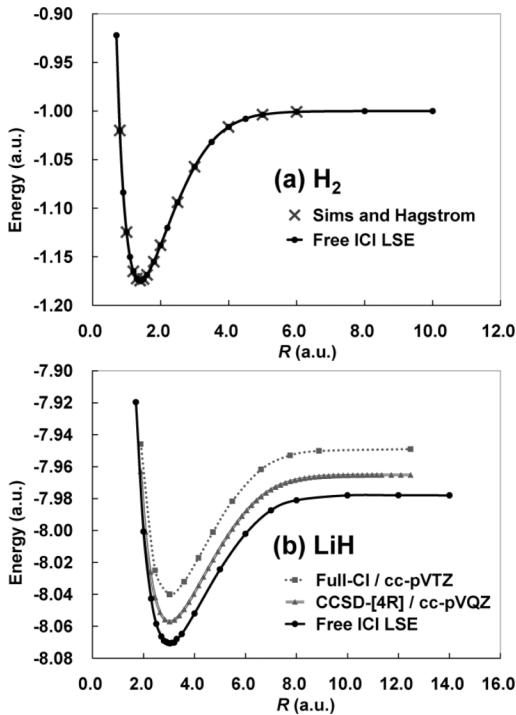 -0.90
-1.00
-1.05
-1.10
-1.15
-1.20
Energy (a.u.)
(a) H2
Sims and Hagstrom
Free ICI LSE
0.0 2.0 4.0 6.0 8.0 10.0 12.0
R (a.u.)
-7.90
-7.92
-7.94
-7.96
-7.98
-8.00
-8.02
-8.04
-8.06
-8.08
Energy (a.u.)
(b) LiH
Full-CI / cc-pVTZ
CCSD-[4R] / cc-pVQZ
Free ICI LSE
0.0 2.0 4.0 6.0 8.0 10.0 12.0 14.0 16.0
R (a.u.)